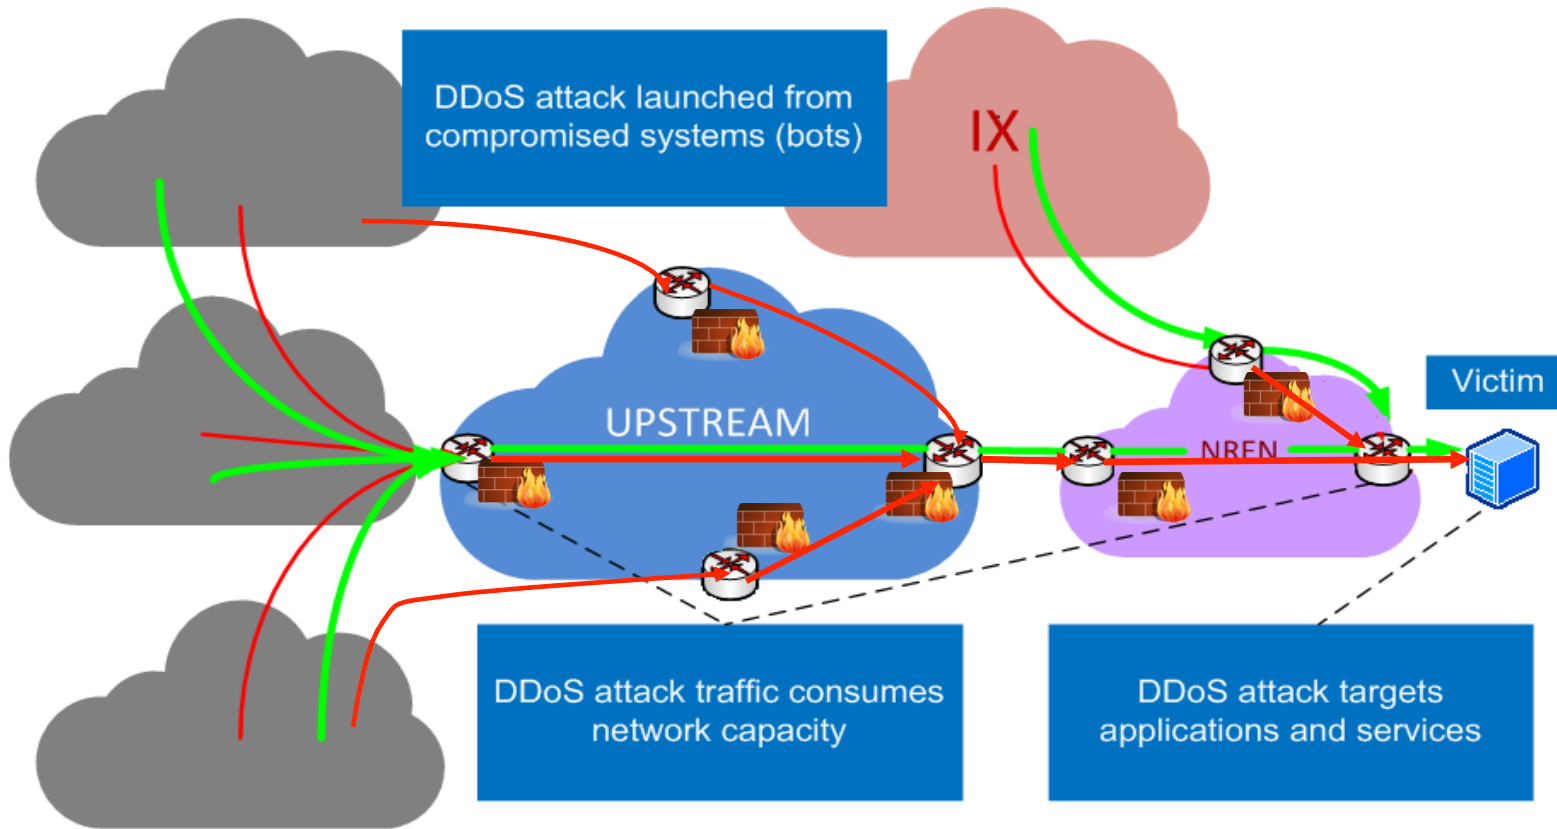 DDoS attack launched from
compromised systems (bots)
IX
UPSTREAM
NREN
Victim
DDoS attack traffic consumes
network capacity
DDoS attack targets
applications and services